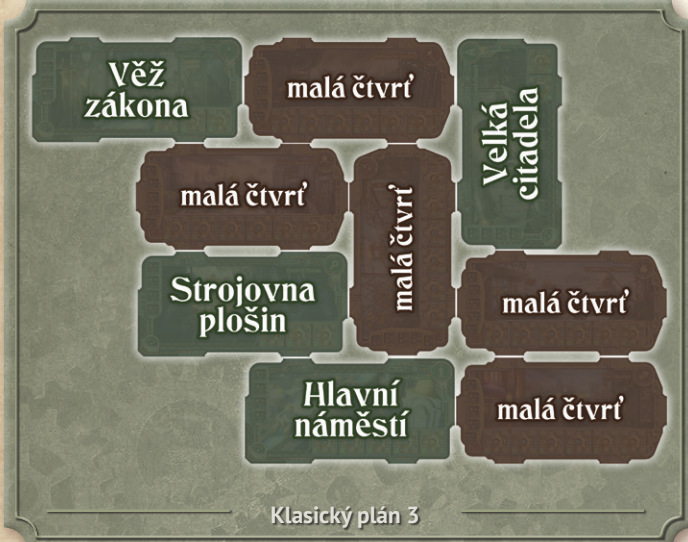 Věž
zákona
malá čtvrť
Velká
citadela
malá čtvrť
malá čtvrť
Strojovna
plošin
malá čtvrť
Hlavní
náměstí
malá čtvrť
Klasický plán 3